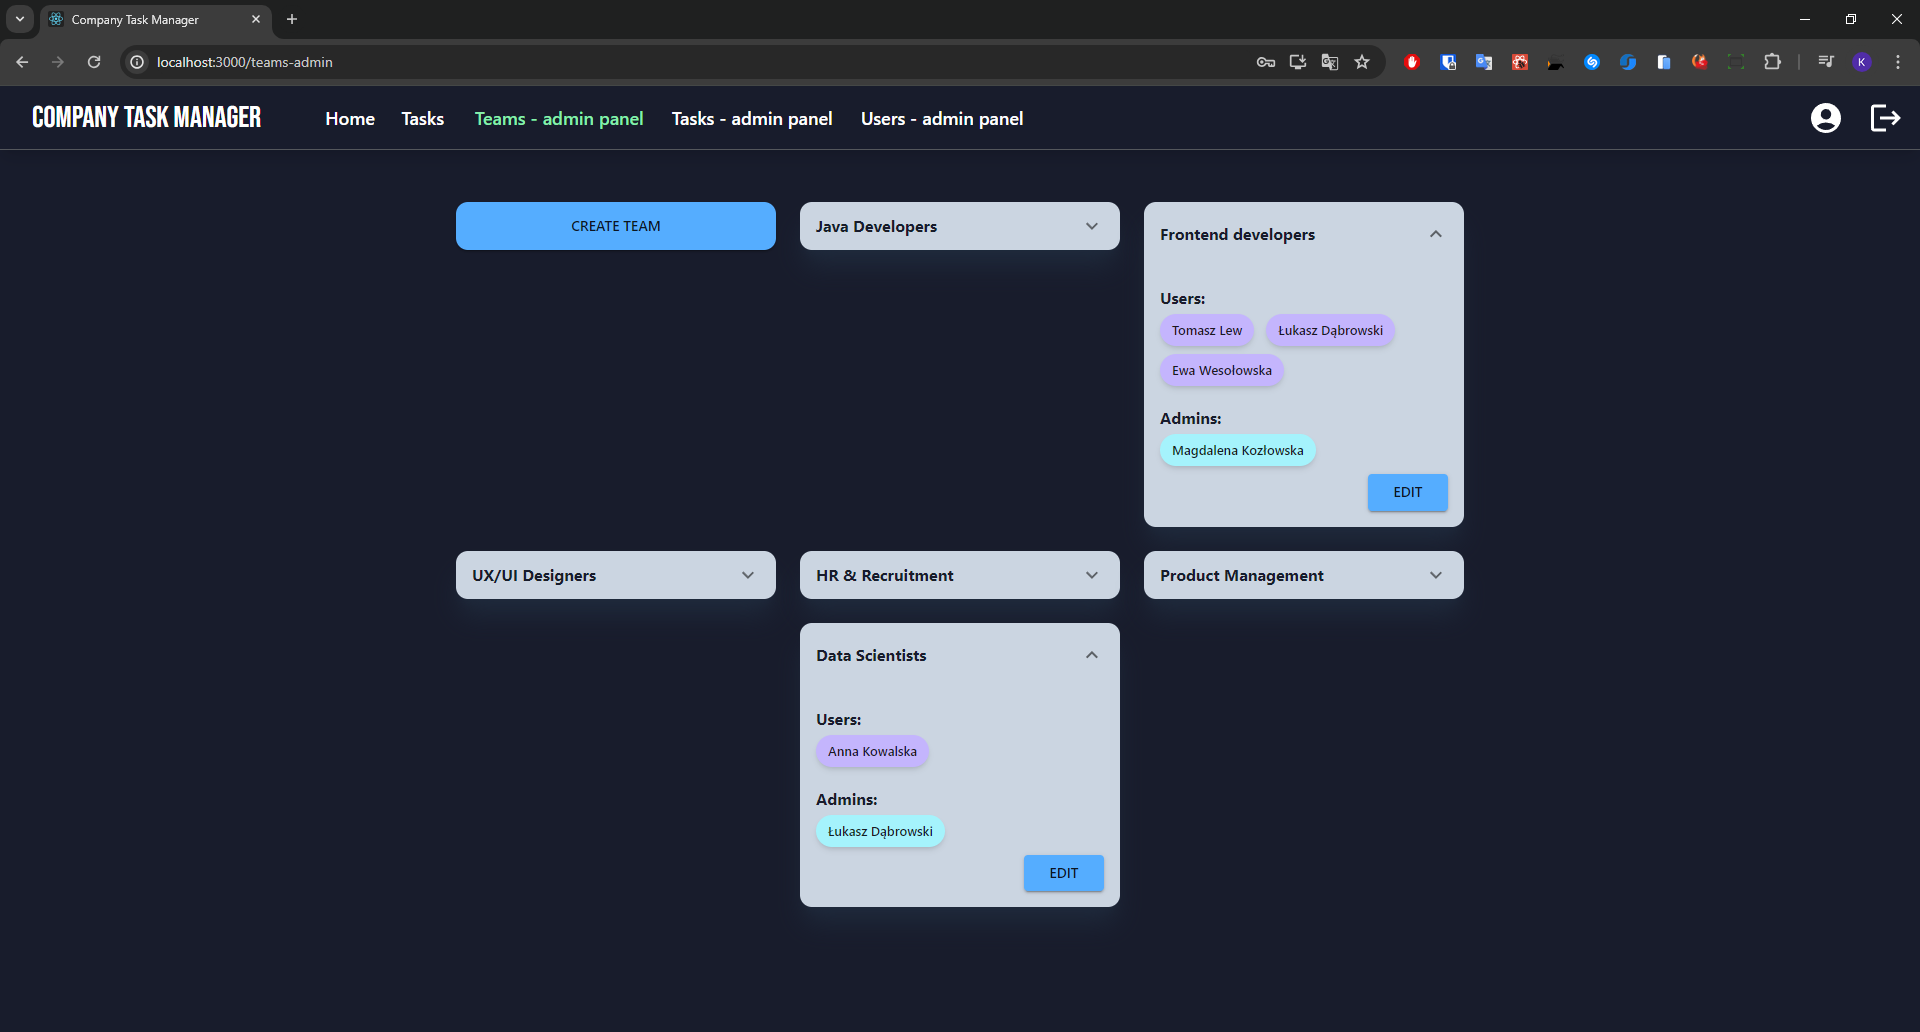 Company Task Manager
localhost:3000/teams-admin
K
COMPANY TASK MANAGER
Home
Tasks
Teams - admin panel
Tasks - admin panel
Users - admin panel
CREATE TEAM
Java Developers
Frontend developers
Users:
Tomasz Lew
Łukasz Dąbrowski
Ewa Wesołowska
Admins:
Magdalena Kozłowska
EDIT
UX/UI Designers
HR & Recruitment
Product Management
Data Scientists
Users:
Anna Kowalska
Admins:
Łukasz Dąbrowski
EDIT